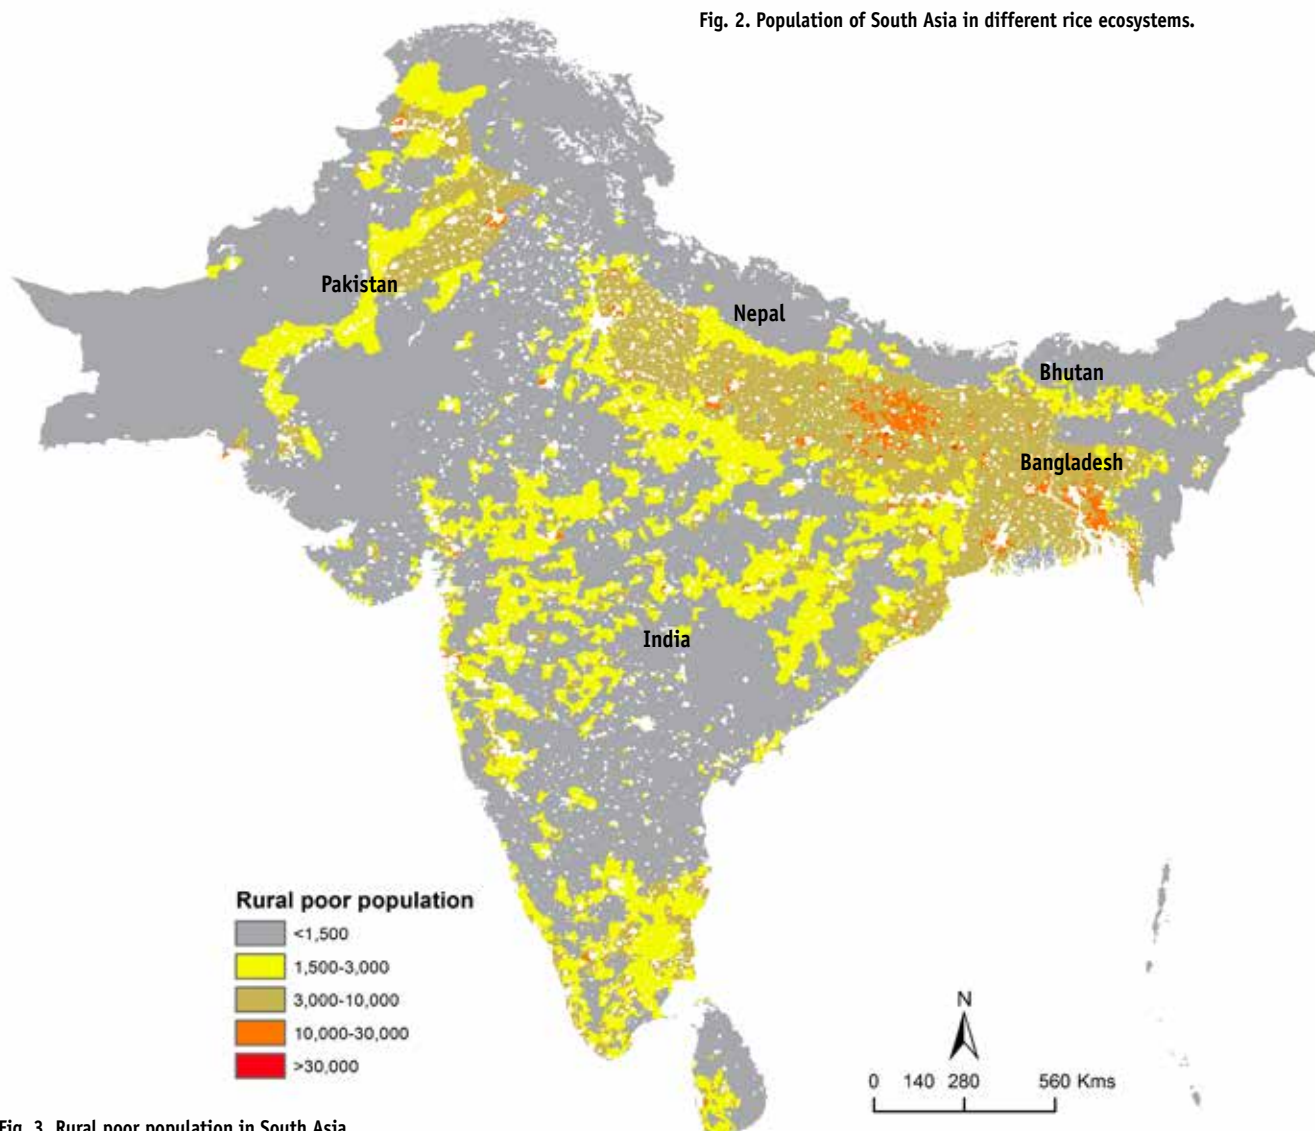 Fig. 2. Population of South Asia in different rice ecosystems.
Pakistan
Nepal
Bhutan
Bangladesh
India
Rural poor population
<1,500
1,500-3,000
3,000-10,000
10,000-30,000
>30,000
N
0 140 280 560 Kms
Fig. 3. Rural poor population in South Asia